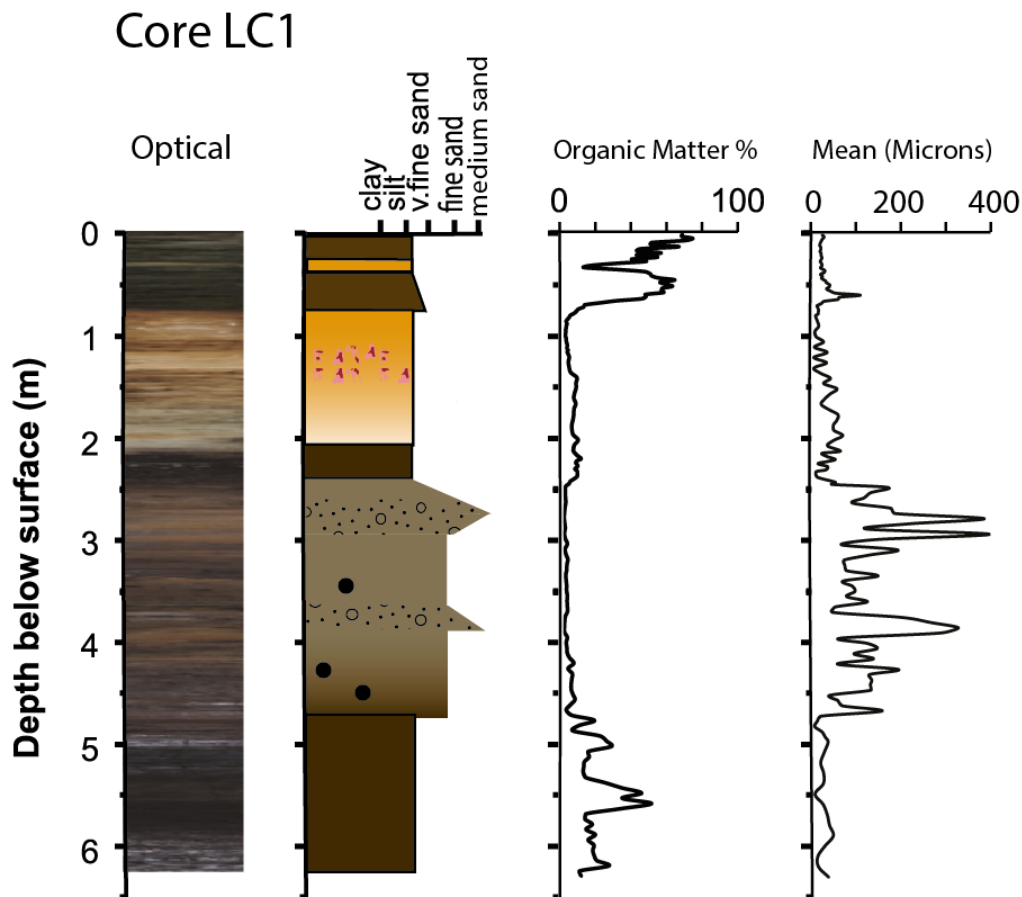 Core LC1
Optical
clay
silt
v.fine sand
fine sand
medium sand
Organic Matter %
0 100
Mean (Microns)
0 200 400
Depth below surface (m)
0
1
2
3
4
5
6